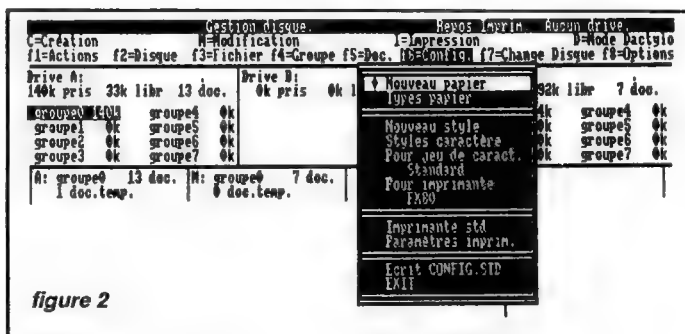 Gestion disque. Repos Imprim. Aucun drive.
C=Création M=Modification I=Impression D=Mode Dactylo
f1=Actions f2=Disque f3=Fichier f4=Groupe f5=Doc. f6=Config. f7=Change Disque f8=Options
Drive A: Drive B:
140k pris 33k libr 13 doc. 0k pris 0k l 92k libr 7 doc.
groupe0 groupe4 0k 4k groupe4 0k
groupe1 0k groupe5 0k 0k groupe5 0k
groupe2 0k groupe6 0k 0k groupe6 0k
groupe3 0k groupe7 0k 0k groupe7 0k
A: groupe0 13 doc. M: groupe0 7 doc.
1 doc.temp. 0 doc.temp.
Nouveau papier
Types papier
Nouveau style
Styles caractère
Pour jeu de caract.
Standard
Pour imprimante
FX80
Imprimante std
Paramètres imprim.
Ecrit CONFIG.STD
EXIT
figure 2